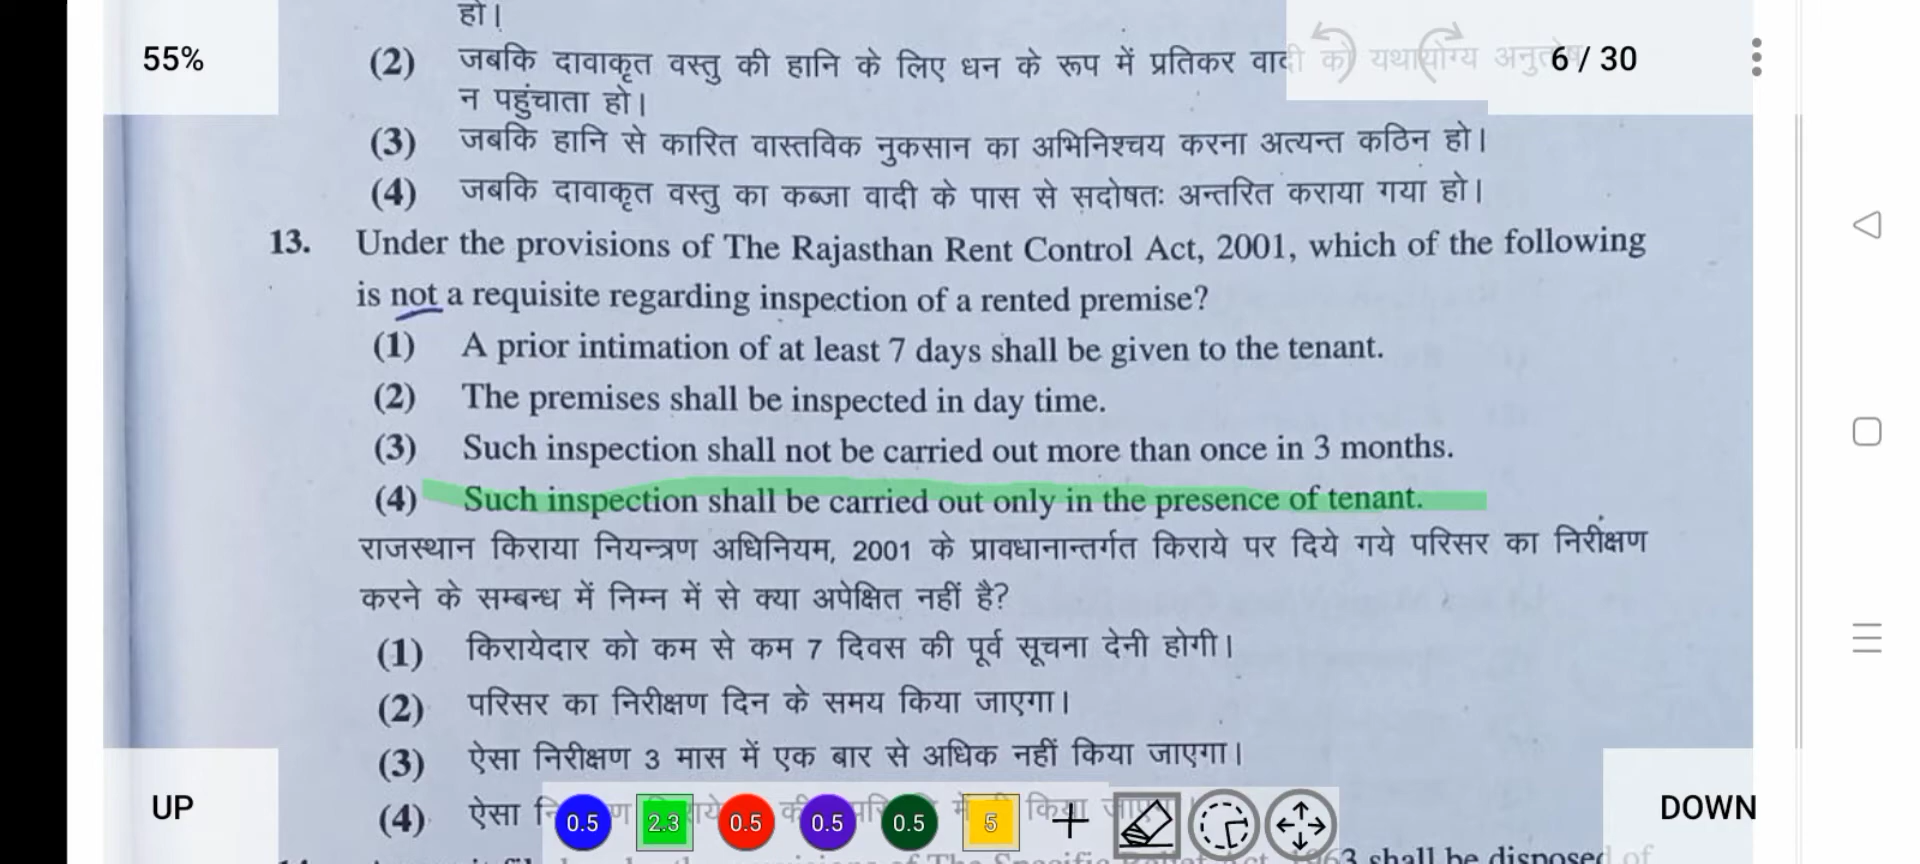 हो।
55%
(2) जबकि दावाकृत वस्तु की हानि के लिए धन के रूप में प्रतिकर वादी को यथायोग्य अनुतोष
6 / 30
न पहुंचाता हो।
(3) जबकि हानि से कारित वास्तविक नुकसान का अभिनिश्चय करना अत्यन्त कठिन हो।
(4) जबकि दावाकृत वस्तु का कब्जा वादी के पास से सदोषतः अन्तरित कराया गया हो।
13. Under the provisions of The Rajasthan Rent Control Act, 2001, which of the following
is not a requisite regarding inspection of a rented premise?
(1) A prior intimation of at least 7 days shall be given to the tenant.
(2) The premises shall be inspected in day time.
(3) Such inspection shall not be carried out more than once in 3 months.
(4) Such inspection shall be carried out only in the presence of tenant.
राजस्थान किराया नियन्त्रण अधिनियम, 2001 के प्रावधानान्तर्गत किराये पर दिये गये परिसर का निरीक्षण
करने के सम्बन्ध में निम्न में से क्या अपेक्षित नहीं है?
(1) किरायेदार को कम से कम 7 दिवस की पूर्व सूचना देनी होगी।
(2) परिसर का निरीक्षण दिन के समय किया जाएगा।
(3) ऐसा निरीक्षण 3 मास में एक बार से अधिक नहीं किया जाएगा।
(4) ऐसा की में किया
UP
0.5 2.3 0.5 0.5 0.5 5
DOWN
shall be disposed of